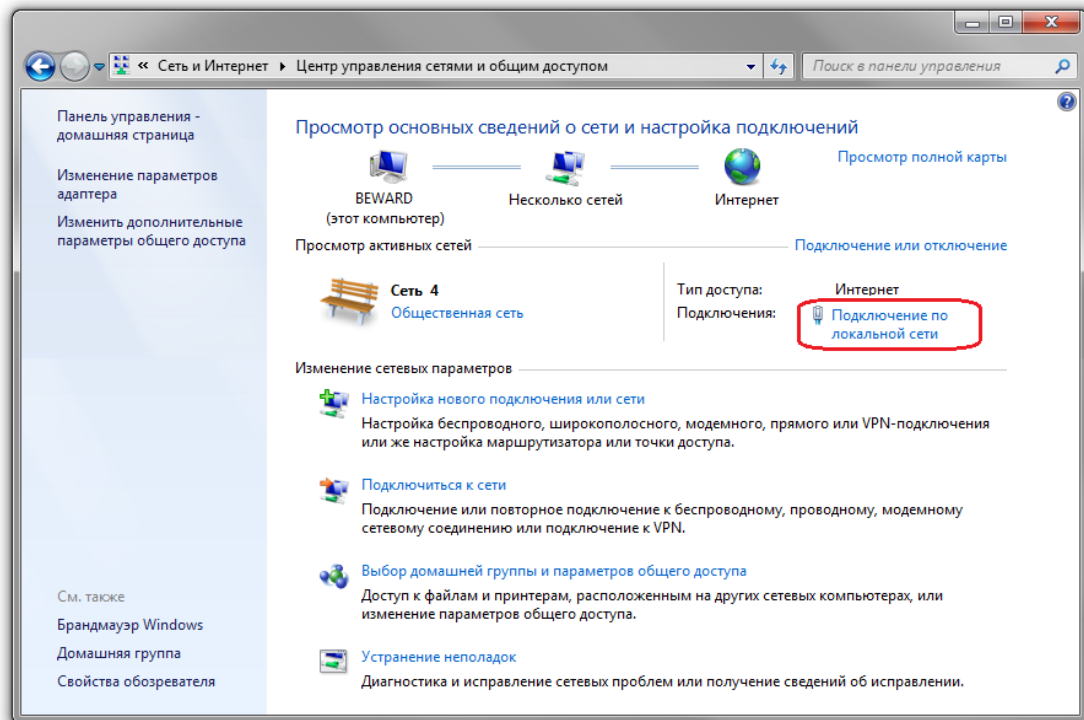 « Сеть и Интернет ▸ Центр управления сетями и общим доступом
Поиск в панели управления
Панель управления -
домашняя страница
Изменение параметров
адаптера
Изменить дополнительные
параметры общего доступа
См. также
Брандмауэр Windows
Домашняя группа
Свойства обозревателя
Просмотр основных сведений о сети и настройка подключений
Просмотр полной карты
BEWARD
(этот компьютер)
Несколько сетей
Интернет
Просмотр активных сетей
Подключение или отключение
Сеть 4
Общественная сеть
Тип доступа: Интернет
Подключения: Подключение по
локальной сети
Изменение сетевых параметров
Настройка нового подключения или сети
Настройка беспроводного, широкополосного, модемного, прямого или VPN-подключения
или же настройка маршрутизатора или точки доступа.
Подключиться к сети
Подключение или повторное подключение к беспроводному, проводному, модемному
сетевому соединению или подключение к VPN.
Выбор домашней группы и параметров общего доступа
Доступ к файлам и принтерам, расположенным на других сетевых компьютерах, или
изменение параметров общего доступа.
Устранение неполадок
Диагностика и исправление сетевых проблем или получение сведений об исправлении.